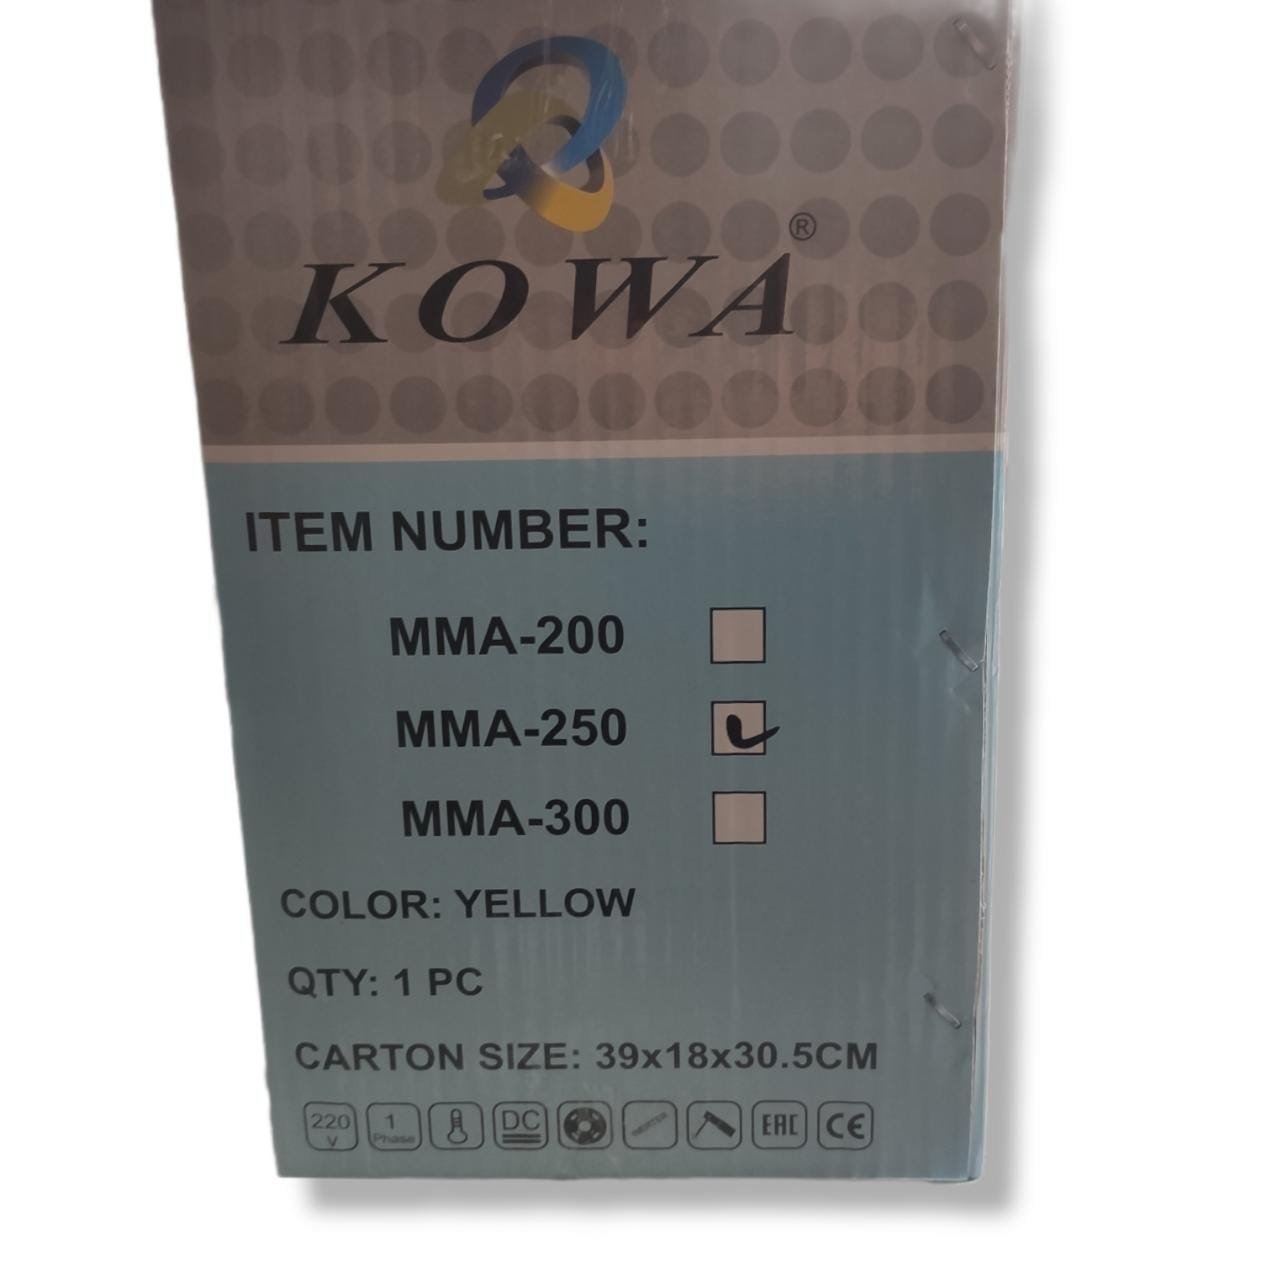 KOWA®
ITEM NUMBER:
MMA-200
MMA-250
MMA-300
COLOR: YELLOW
QTY: 1 PC
CARTON SIZE: 39x18x30.5CM
220 V
1 Phase
DC
INVERTER
EAC
CE